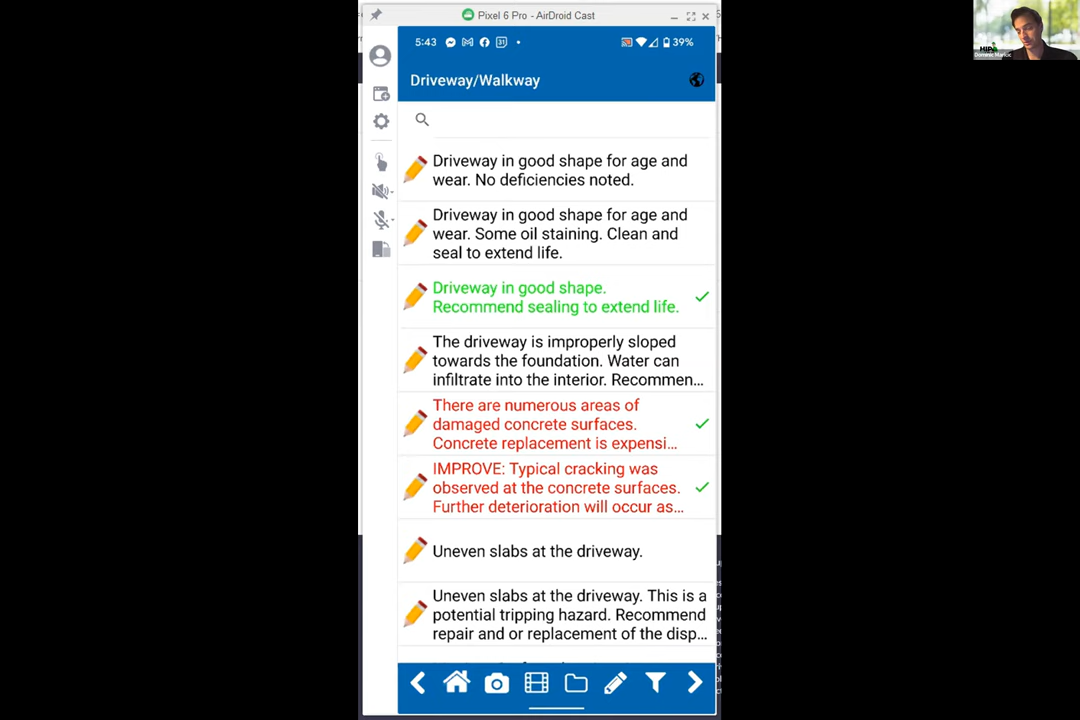 Pixel 6 Pro - AirDroid Cast
5:43
31
39%
Driveway/Walkway
Driveway in good shape for age and
wear. No deficiencies noted.
Driveway in good shape for age and
wear. Some oil staining. Clean and
seal to extend life.
Driveway in good shape.
Recommend sealing to extend life.
The driveway is improperly sloped
towards the foundation. Water can
infiltrate into the interior. Recommen...
There are numerous areas of
damaged concrete surfaces.
Concrete replacement is expensi...
IMPROVE: Typical cracking was
observed at the concrete surfaces.
Further deterioration will occur as...
Uneven slabs at the driveway.
Uneven slabs at the driveway. This is a
potential tripping hazard. Recommend
repair and or replacement of the disp...